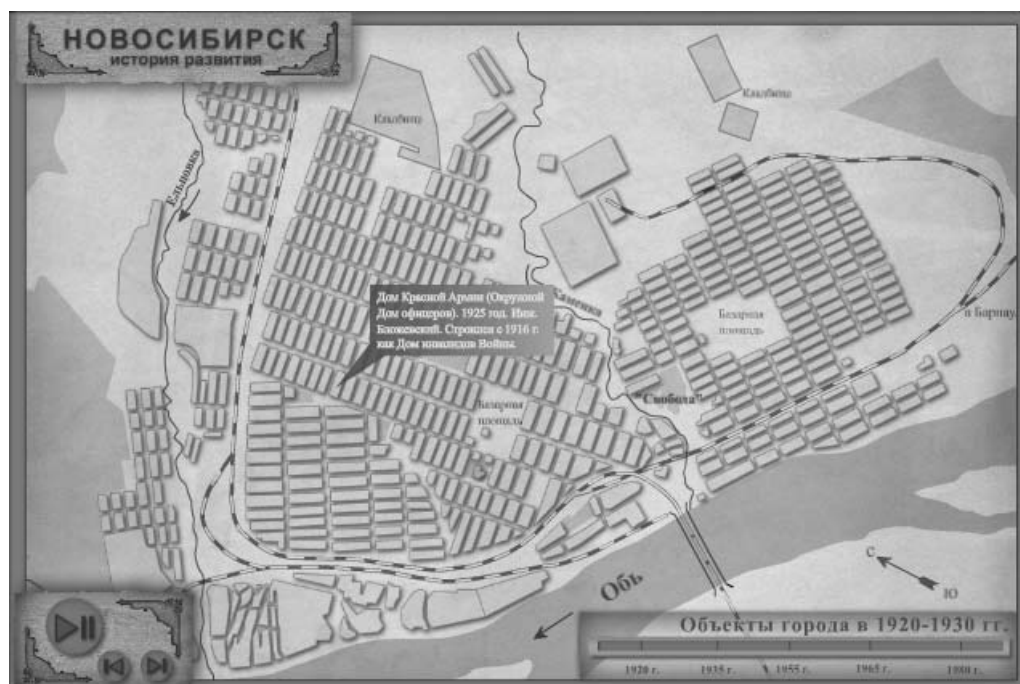 НОВОСИБИРСК
история развития
Кладбище
Кладбище
Ельцовка
Дом Красной Армии (Окружной
Дом офицеров). 1925 год. Инж.
Строился с 1916 г.
как Дом инвалидов Войны.
Каменка
Базарная
площадь
к Барнау.
"Свобода"
Базарная
площадь
Обь
С
Ю
Объекты города в 1920-1930 гг.
1920 г.
1935 г.
1955 г.
1965 г.
1980 г.